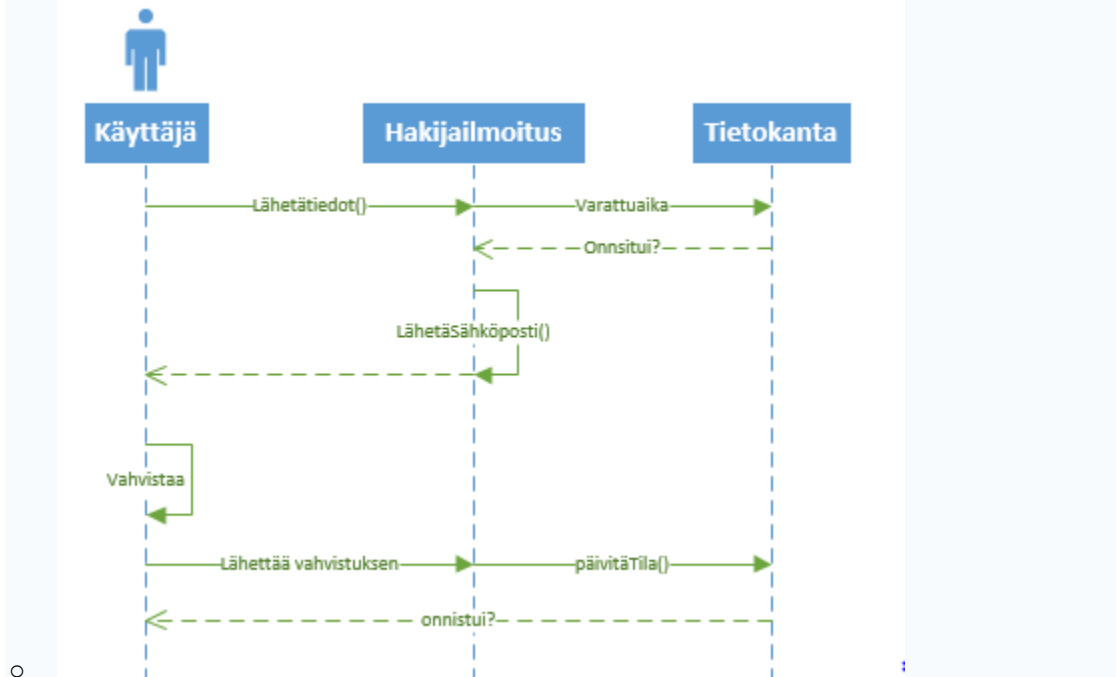 Käyttäjä
Hakijailmoitus
Tietokanta
Lähetätiedot()
Varattuaika
Onnsitui?
LähetäSähköposti()
Vahvistaa
Lähettää vahvistuksen
päivitäTila()
onnistui?